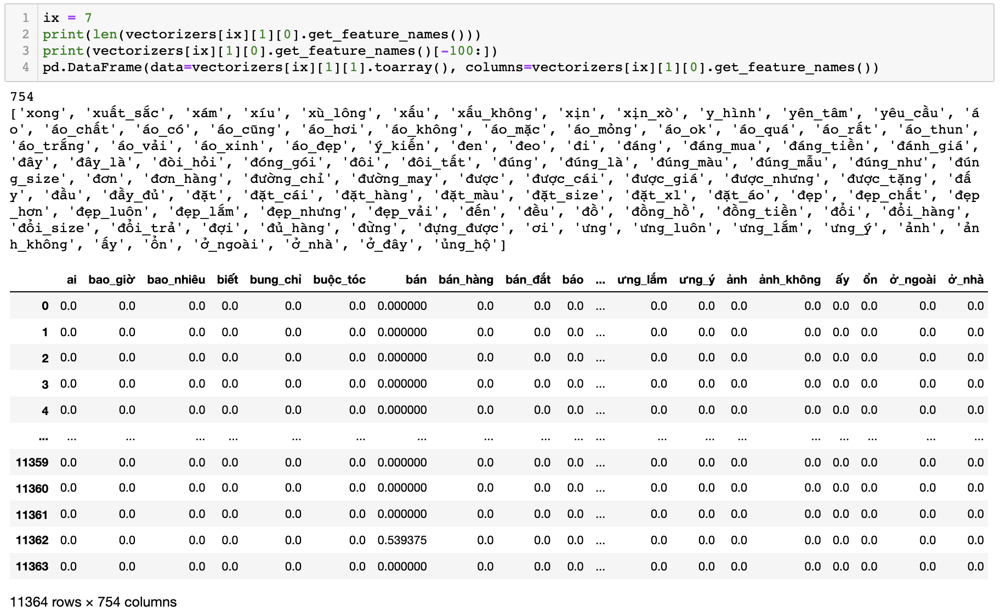 1 ix = 7
2 print(len(vectorizers[ix][1][0].get_feature_names()))
3 print(vectorizers[ix][1][0].get_feature_names()[-100:])
4 pd.DataFrame(data=vectorizers[ix][1][1].toarray(), columns=vectorizers[ix][1][0].get_feature_names())
754
['xong', 'xuất_sắc', 'xám', 'xíu', 'xù_lông', 'xấu', 'xấu_không', 'xịn', 'xịn_xò', 'y_hình', 'yên_tâm', 'yêu_cầu', 'á
o', 'áo_chất', 'áo_có', 'áo_cũng', 'áo_hơi', 'áo_không', 'áo_mặc', 'áo_mỏng', 'áo_ok', 'áo_quá', 'áo_rất', 'áo_thun',
'áo_trắng', 'áo_vải', 'áo_xinh', 'áo_đẹp', 'ý_kiến', 'đen', 'đeo', 'đi', 'đáng', 'đáng_mua', 'đáng_tiền', 'đánh_giá',
'đây', 'đây_là', 'đòi_hỏi', 'đóng_gói', 'đôi', 'đôi_tất', 'đúng', 'đúng_là', 'đúng_màu', 'đúng_mẫu', 'đúng_như', 'đún
g_size', 'đơn', 'đơn_hàng', 'đường_chỉ', 'đường_may', 'được', 'được_cái', 'được_giá', 'được_nhưng', 'được_tặng', 'đấ
y', 'đầu', 'đầy_đủ', 'đặt', 'đặt_cái', 'đặt_hàng', 'đặt_màu', 'đặt_size', 'đặt_xl', 'đặt_áo', 'đẹp', 'đẹp_chất', 'đẹp
_hơn', 'đẹp_luôn', 'đẹp_lắm', 'đẹp_nhưng', 'đẹp_vải', 'đến', 'đều', 'đồ', 'đồng_hồ', 'đồng_tiền', 'đổi', 'đổi_hàng',
'đổi_size', 'đổi_trả', 'đợi', 'đủ_hàng', 'đừng', 'đựng_được', 'ơi', 'ưng', 'ưng_luôn', 'ưng_lắm', 'ưng_ý', 'ảnh', 'ản
h_không', 'ấy', 'ổn', 'ở_ngoài', 'ở_nhà', 'ở_đây', 'ủng_hộ']
ai bao_giờ bao_nhiêu biết bung_chỉ buộc_tóc bán bán_hàng bán_đắt báo ... ưng_lắm ưng_ý ảnh ảnh_không ấy ổn ở_ngoài ở_nhà
0 0.0 0.0 0.0 0.0 0.0 0.0 0.000000 0.0 0.0 0.0 ... 0.0 0.0 0.0 0.0 0.0 0.0 0.0 0.0
1 0.0 0.0 0.0 0.0 0.0 0.0 0.000000 0.0 0.0 0.0 ... 0.0 0.0 0.0 0.0 0.0 0.0 0.0 0.0
2 0.0 0.0 0.0 0.0 0.0 0.0 0.000000 0.0 0.0 0.0 ... 0.0 0.0 0.0 0.0 0.0 0.0 0.0 0.0
3 0.0 0.0 0.0 0.0 0.0 0.0 0.000000 0.0 0.0 0.0 ... 0.0 0.0 0.0 0.0 0.0 0.0 0.0 0.0
4 0.0 0.0 0.0 0.0 0.0 0.0 0.000000 0.0 0.0 0.0 ... 0.0 0.0 0.0 0.0 0.0 0.0 0.0 0.0
... ... ... ... ... ... ... ... ... ... ... ... ... ... ... ... ... ... ... ...
11359 0.0 0.0 0.0 0.0 0.0 0.0 0.000000 0.0 0.0 0.0 ... 0.0 0.0 0.0 0.0 0.0 0.0 0.0 0.0
11360 0.0 0.0 0.0 0.0 0.0 0.0 0.000000 0.0 0.0 0.0 ... 0.0 0.0 0.0 0.0 0.0 0.0 0.0 0.0
11361 0.0 0.0 0.0 0.0 0.0 0.0 0.000000 0.0 0.0 0.0 ... 0.0 0.0 0.0 0.0 0.0 0.0 0.0 0.0
11362 0.0 0.0 0.0 0.0 0.0 0.0 0.539375 0.0 0.0 0.0 ... 0.0 0.0 0.0 0.0 0.0 0.0 0.0 0.0
11363 0.0 0.0 0.0 0.0 0.0 0.0 0.000000 0.0 0.0 0.0 ... 0.0 0.0 0.0 0.0 0.0 0.0 0.0 0.0
11364 rows × 754 columns